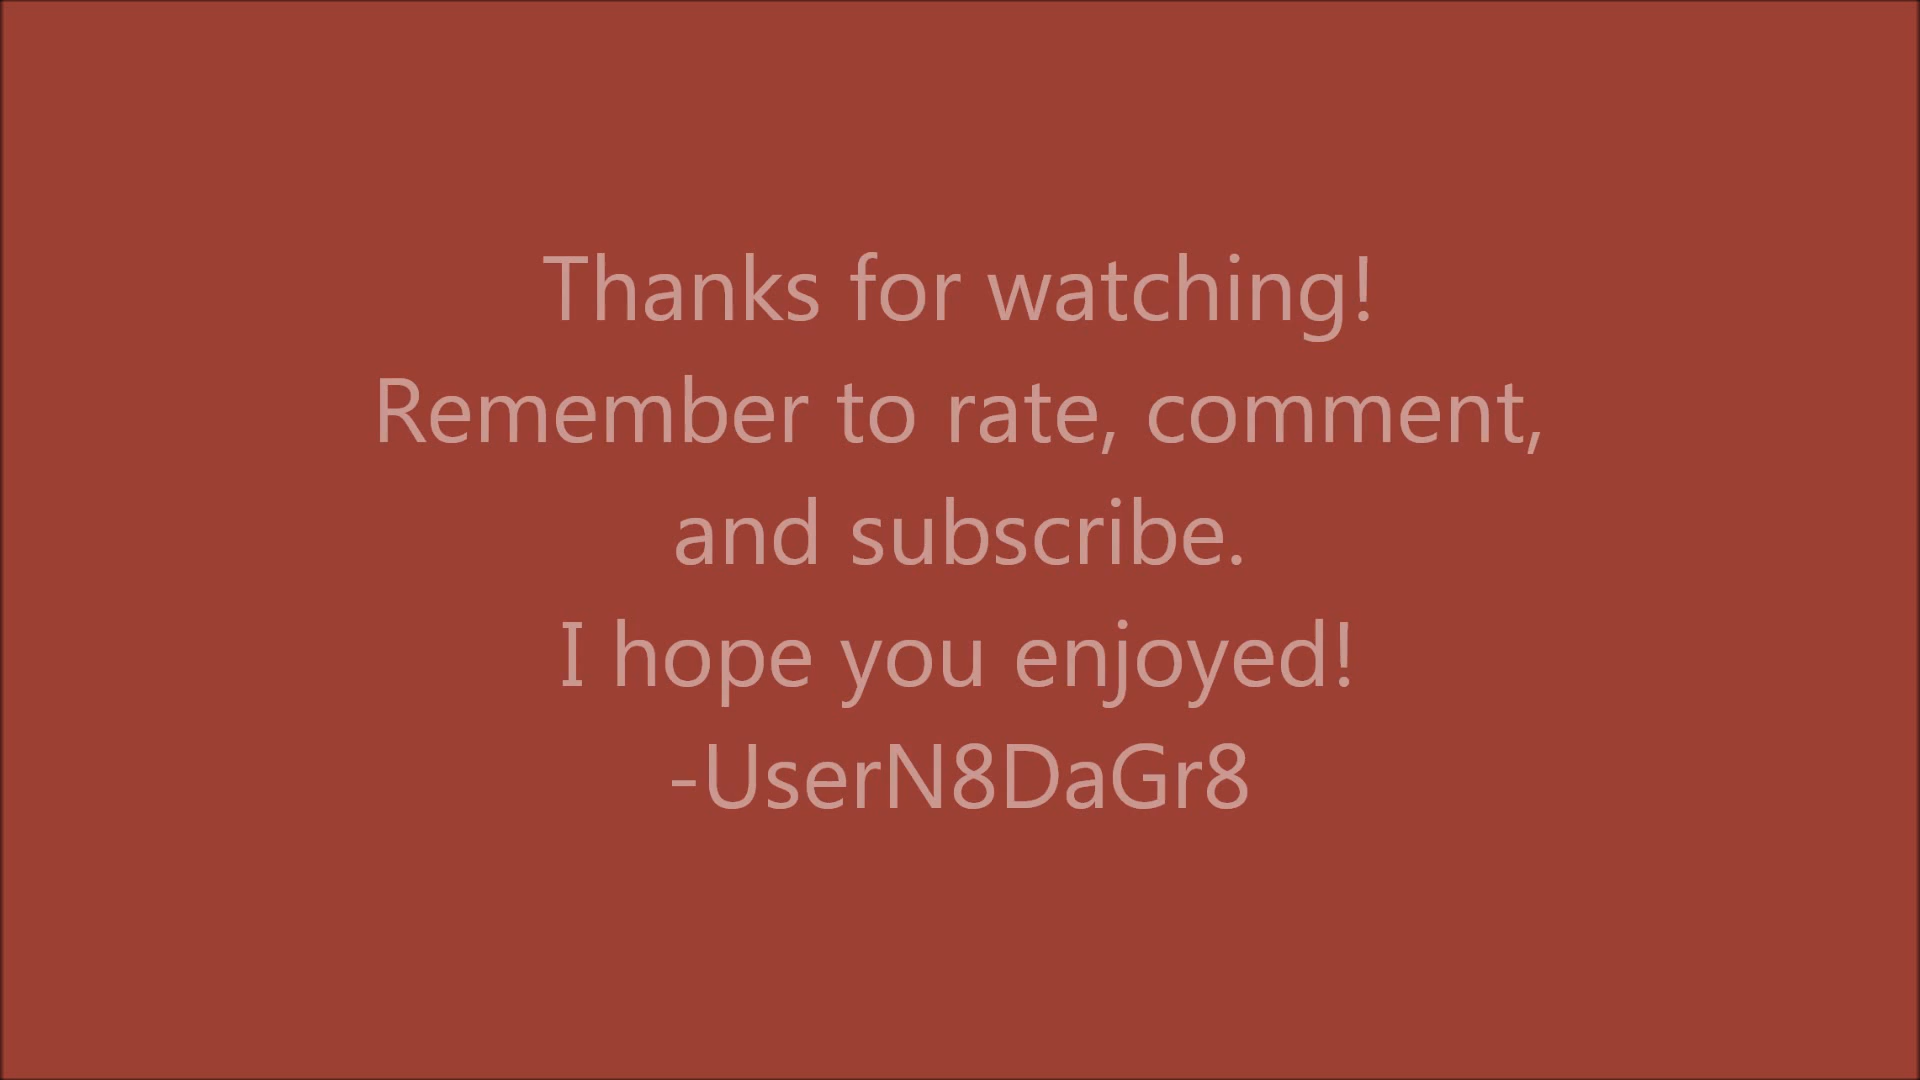 Thanks for watching!
Remember to rate, comment,
and subscribe.
I hope you enjoyed!
-UserN8DaGr8